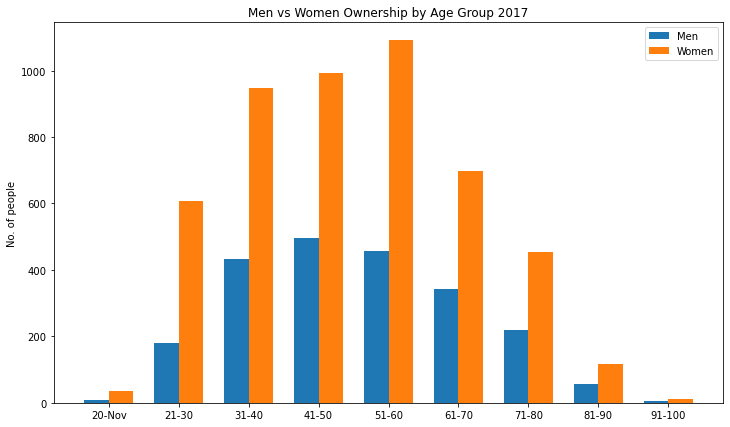 Men vs Women Ownership by Age Group 2017
Men
Women
No. of people
1000
800
600
400
200
0
20-Nov 21-30 31-40 41-50 51-60 61-70 71-80 81-90 91-100